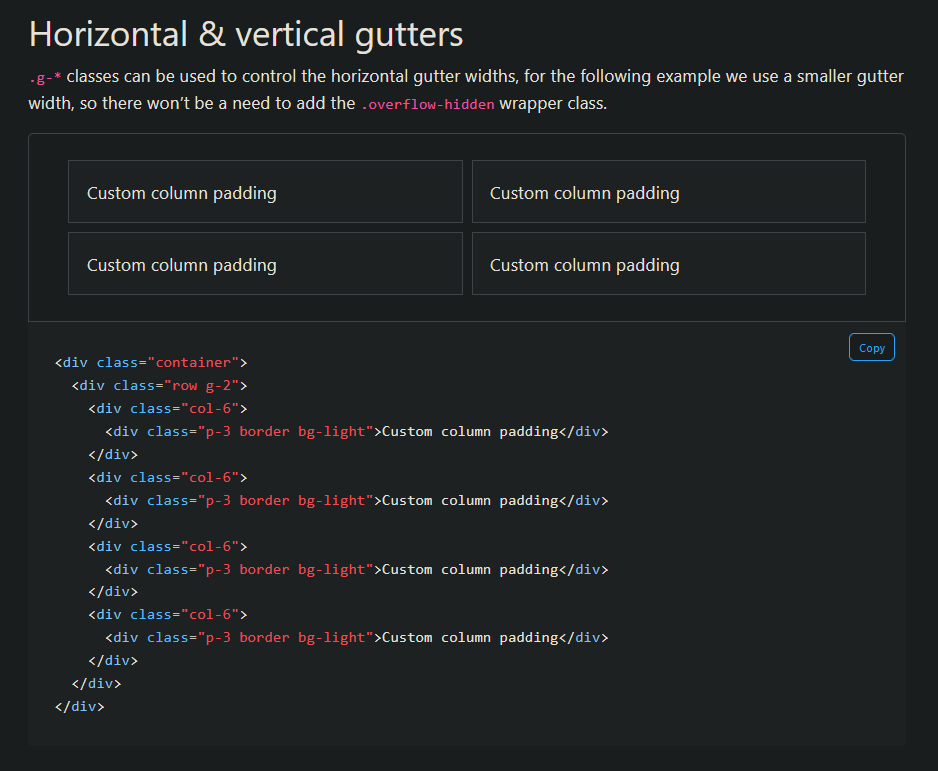 Horizontal & vertical gutters
.g-* classes can be used to control the horizontal gutter widths, for the following example we use a smaller gutter
width, so there won’t be a need to add the .overflow-hidden wrapper class.
Custom column padding
Custom column padding
Custom column padding
Custom column padding
Copy
<div class="container">
  <div class="row g-2">
    <div class="col-6">
      <div class="p-3 border bg-light">Custom column padding</div>
    </div>
    <div class="col-6">
      <div class="p-3 border bg-light">Custom column padding</div>
    </div>
    <div class="col-6">
      <div class="p-3 border bg-light">Custom column padding</div>
    </div>
    <div class="col-6">
      <div class="p-3 border bg-light">Custom column padding</div>
    </div>
  </div>
</div>